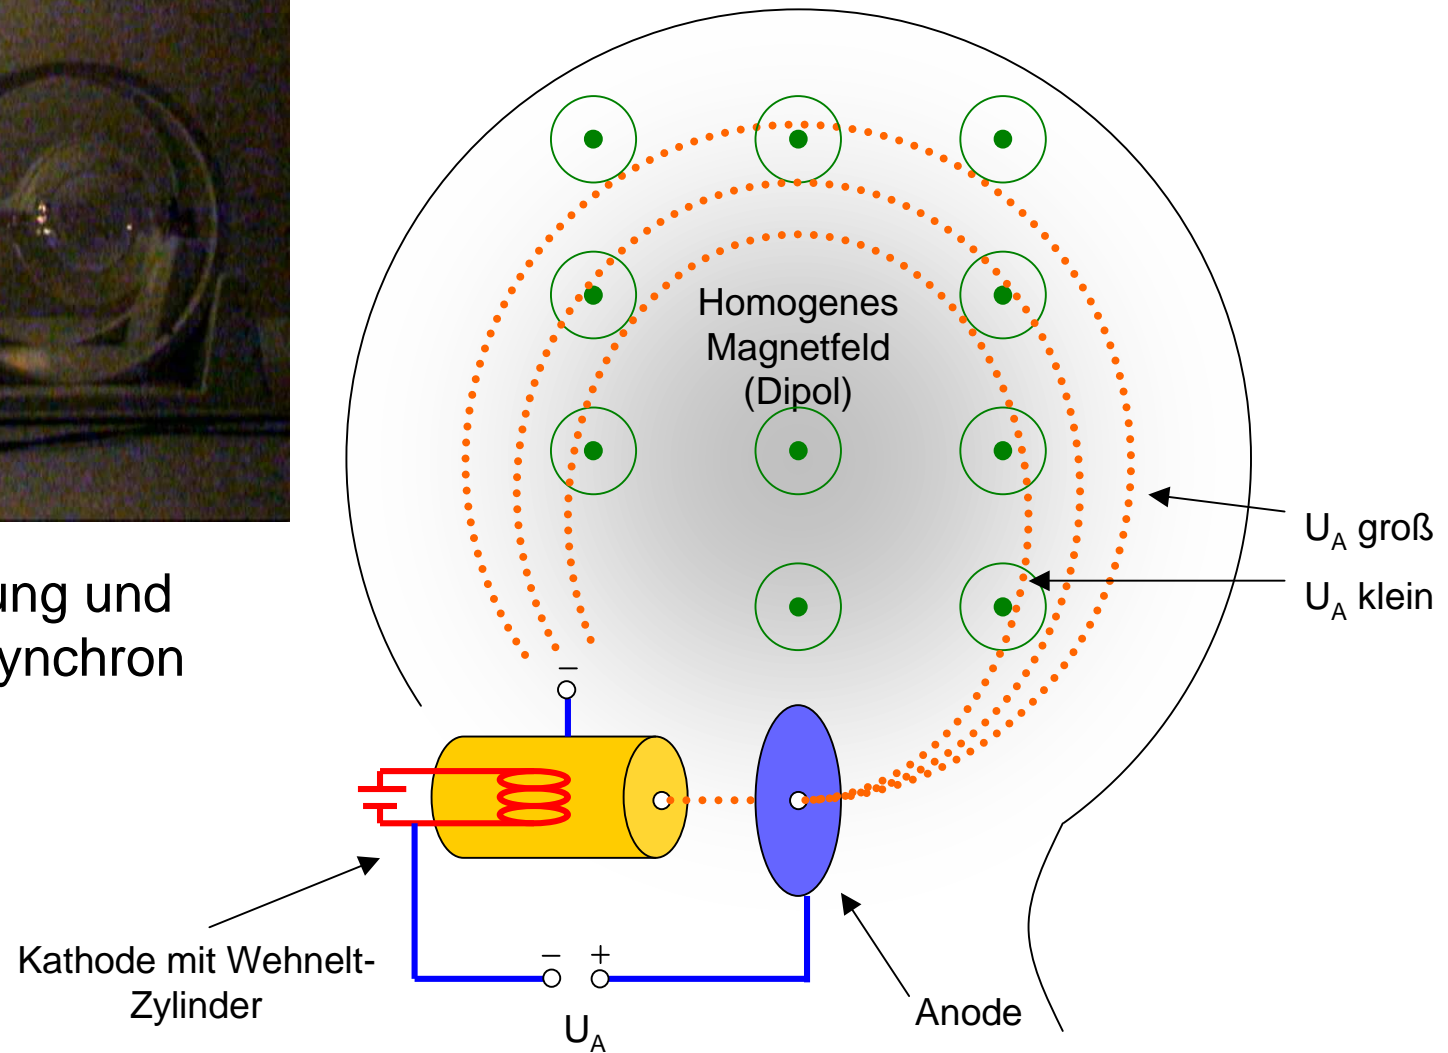 Homogenes
Magnetfeld
(Dipol)
U_A groß
U_A klein
ung und
ynchron
–
Kathode mit Wehnelt-
Zylinder
– +
U_A
Anode